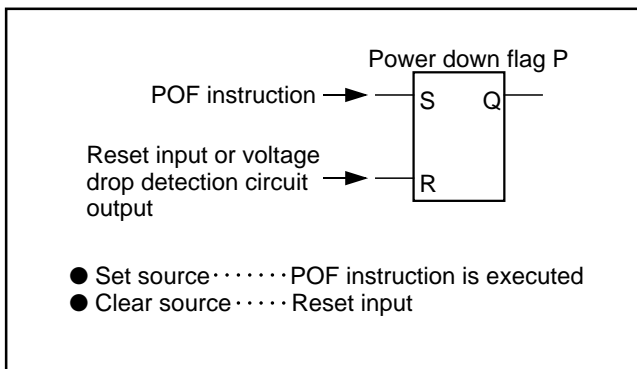 Power down flag P
POF instruction
S Q
Reset input or voltage
drop detection circuit
output
R
● Set source ······· POF instruction is executed
● Clear source ····· Reset input